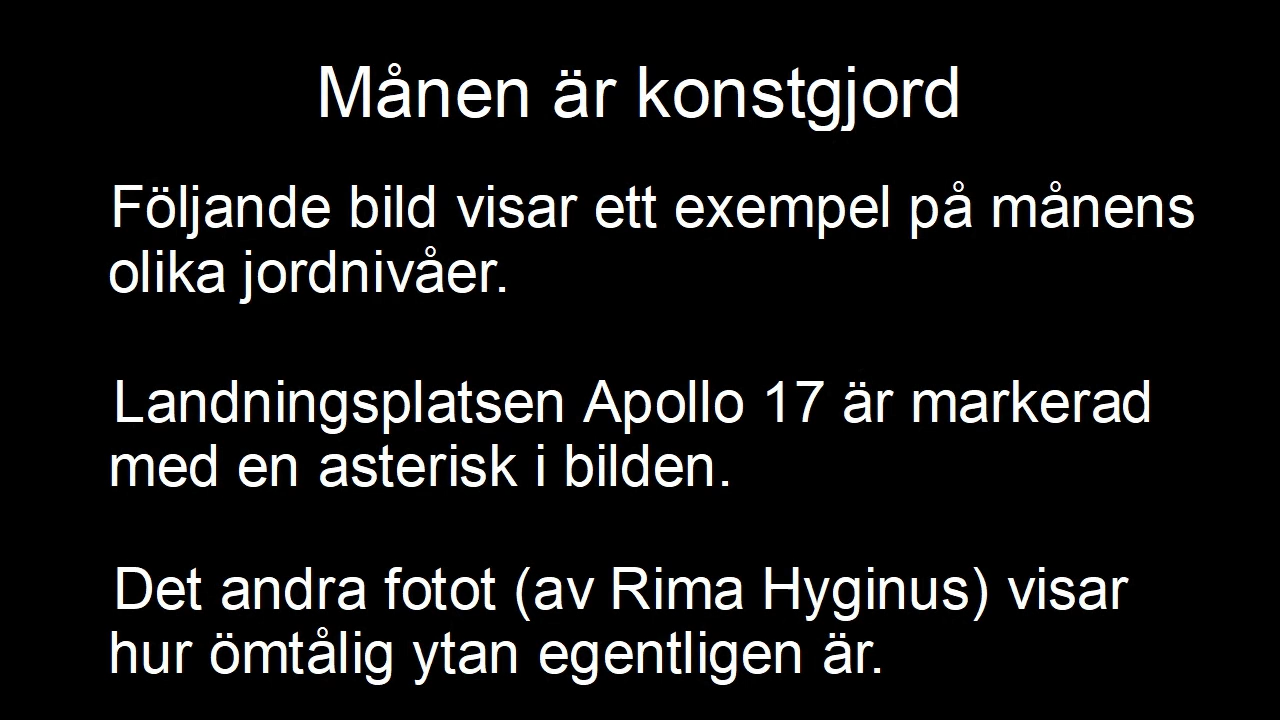 Månen är konstgjord
Följande bild visar ett exempel på månens
olika jordnivåer.
Landningsplatsen Apollo 17 är markerad
med en asterisk i bilden.
Det andra fotot (av Rima Hyginus) visar
hur ömtålig ytan egentligen är.